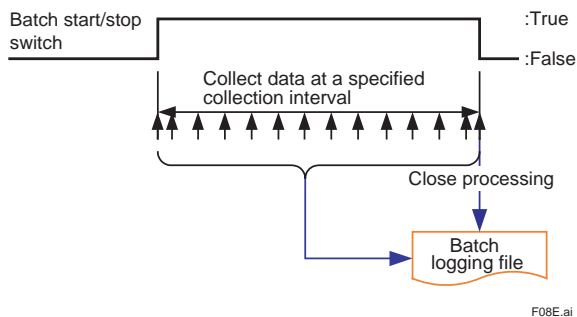 Batch start/stop
switch
:True
:False
Collect data at a specified
collection interval
Close processing
Batch
logging file
F08E.ai